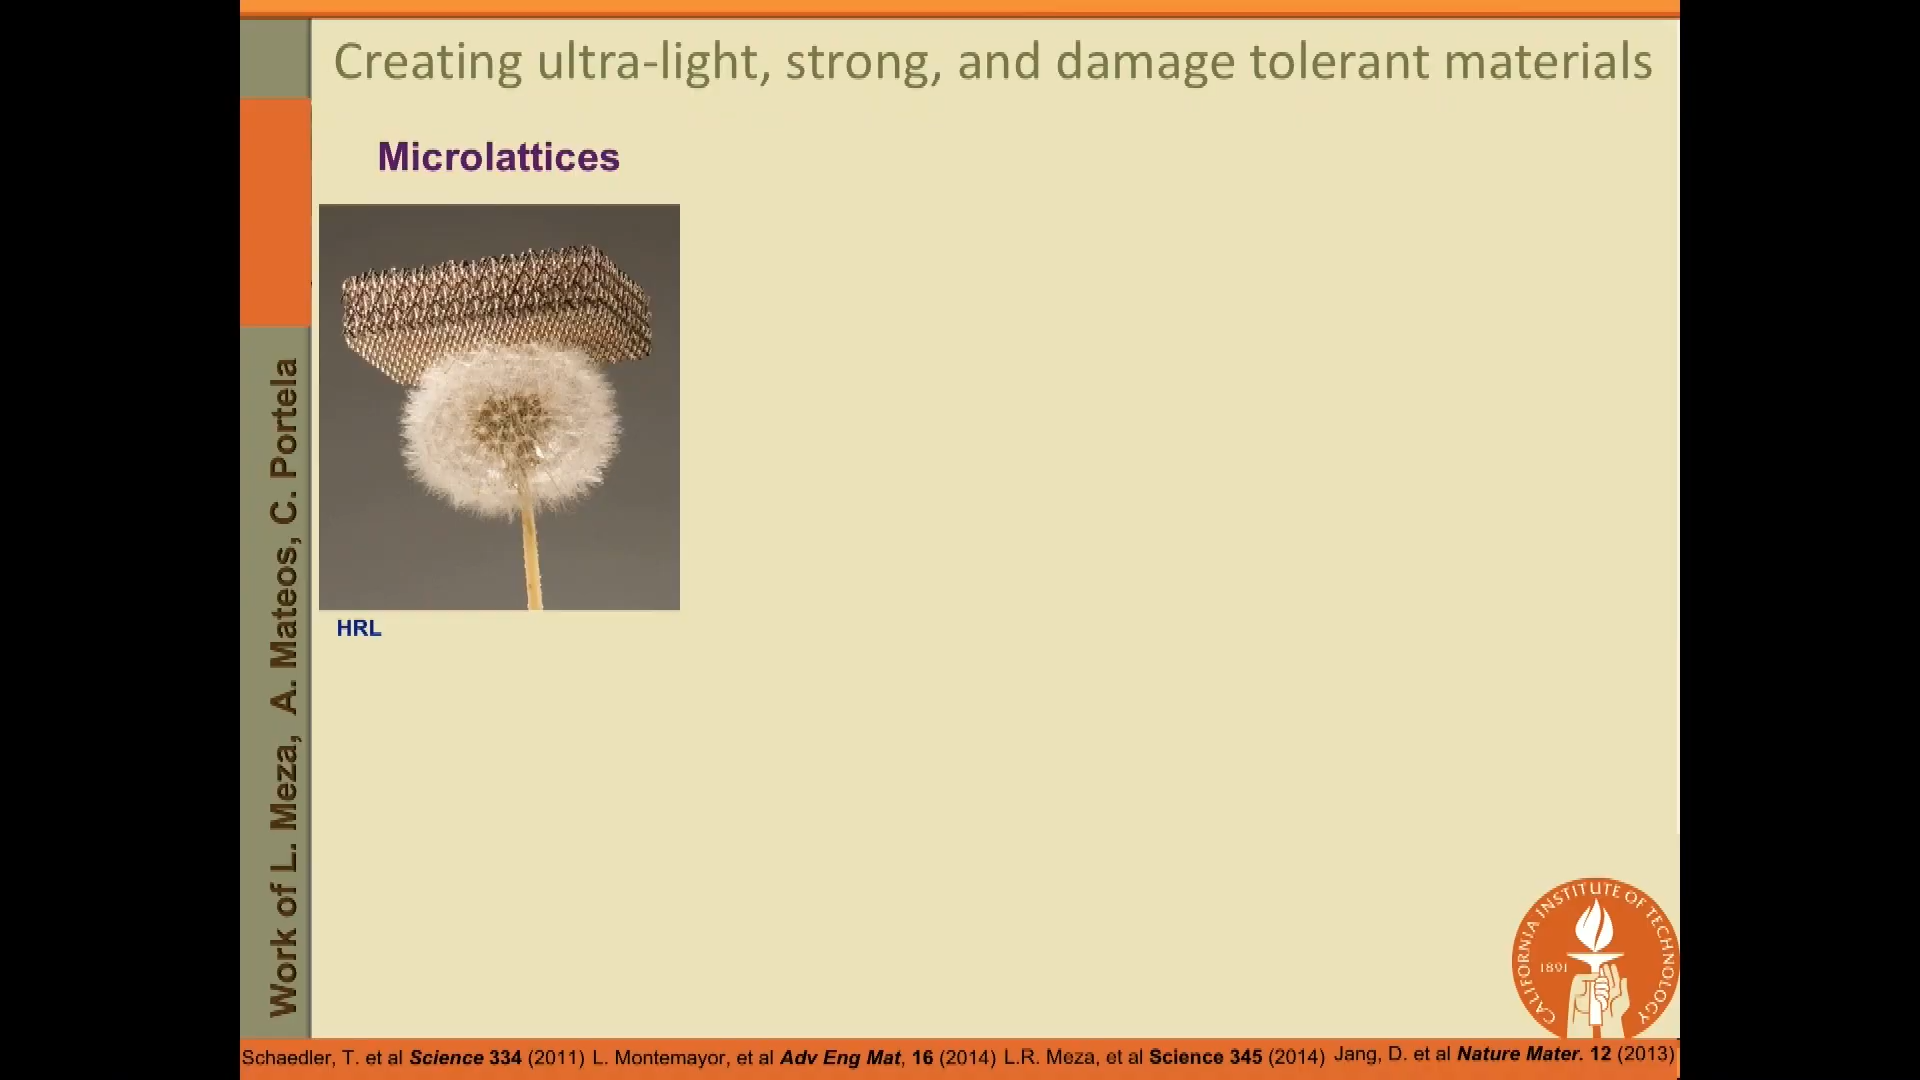 Creating ultra-light, strong, and damage tolerant materials
Microlattices
HRL
Work of L. Meza, A. Mateos, C. Portela
CALIFORNIA INSTITUTE OF TECHNOLOGY
1891
Schaedler, T. et al Science 334 (2011) L. Montemayor, et al Adv Eng Mat, 16 (2014) L.R. Meza, et al Science 345 (2014) Jang, D. et al Nature Mater. 12 (2013)